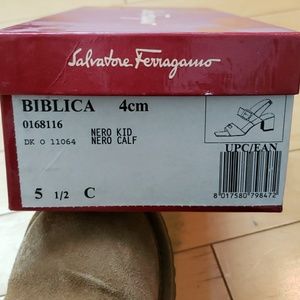 Salvatore Ferragamo
BIBLICA 4cm
0168116
NERO KID
DK O 11064 NERO CALF
UPC/EAN
5 1/2 C
8 017580 798472